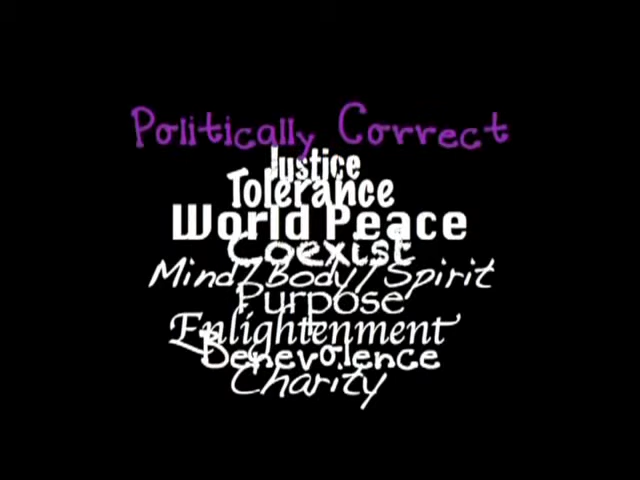 Politically Correct
Justice
Tolerance
World Peace
Coexist
Mind/Body/Spirit
Purpose
Enlightenment
Benevolence
Charity